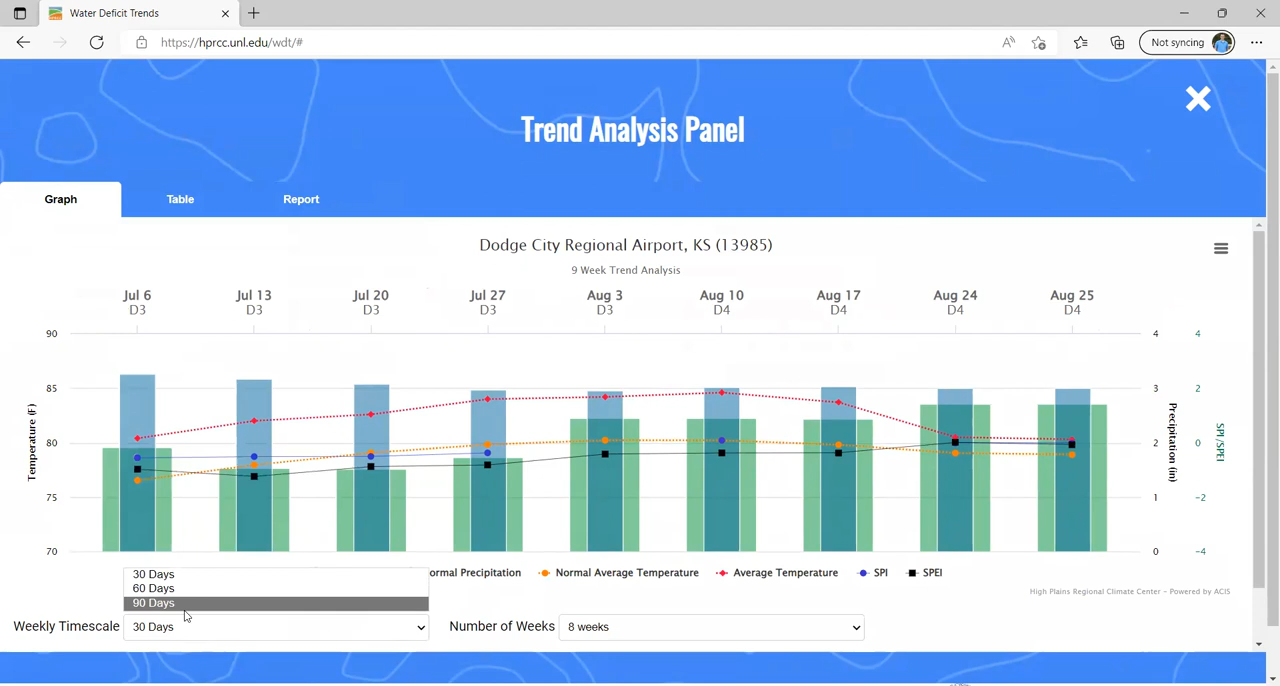 Water Deficit Trends
https://hprcc.unl.edu/wdt/#
Not syncing
Trend Analysis Panel
Graph Table Report
Dodge City Regional Airport, KS (13985)
9 Week Trend Analysis
Jul 6 Jul 13 Jul 20 Jul 27 Aug 3 Aug 10 Aug 17 Aug 24 Aug 25
D3 D3 D3 D3 D3 D4 D4 D4 D4
90 4 4
85 3 2
80 2 0
75 1 -2
70 0 -4
Temperature (F)
Precipitation (in)
SPI/SPEI
ormal Precipitation Normal Average Temperature Average Temperature SPI SPEI
High Plains Regional Climate Center - Powered by ACIS
30 Days
60 Days
90 Days
Weekly Timescale 30 Days Number of Weeks 8 weeks